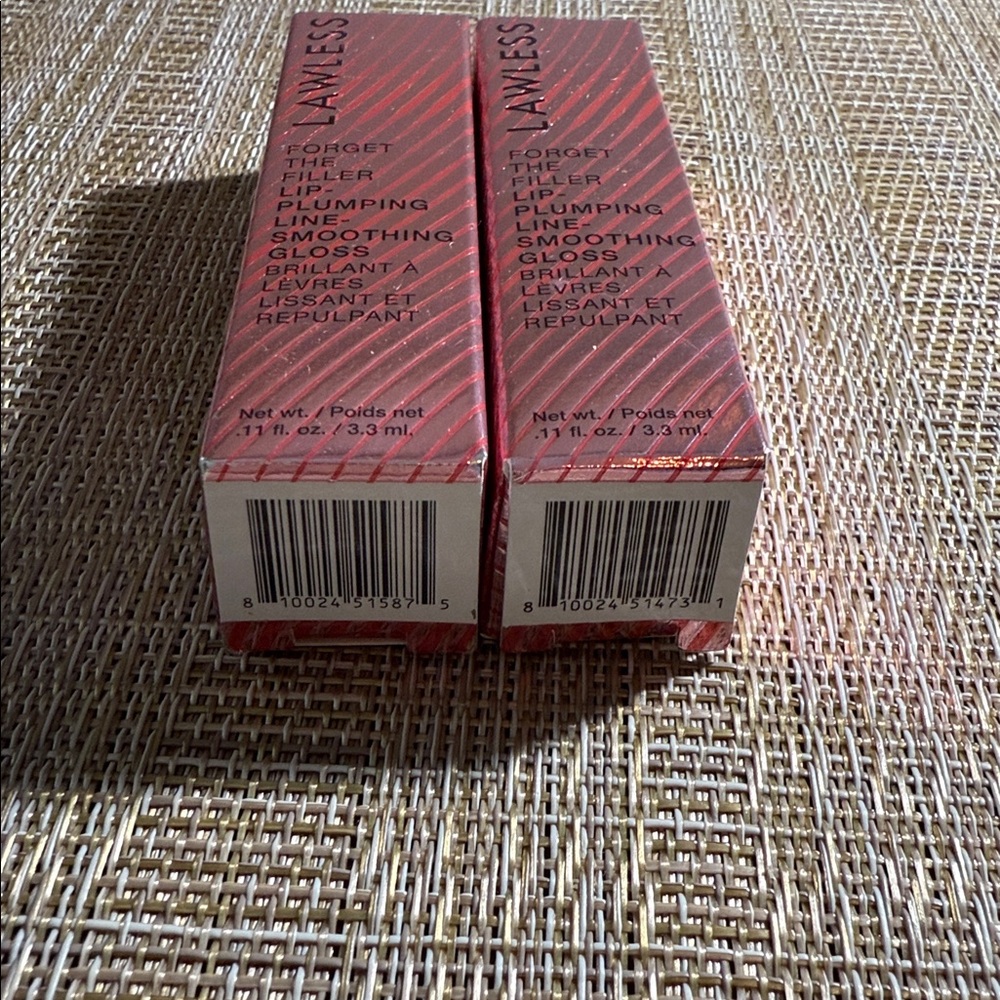 LAWLESS
FORGET
THE
FILLER
LIP-
PLUMPING
LINE-
SMOOTHING
GLOSS
BRILLANT À
LÈVRES
LISSANT ET
REPULPANT
Net wt. / Poids net
.11 fl. oz. / 3.3 ml.
8 10024 51587 5
LAWLESS
FORGET
THE
FILLER
LIP-
PLUMPING
LINE-
SMOOTHING
GLOSS
BRILLANT À
LÈVRES
LISSANT ET
REPULPANT
Net wt. / Poids net
.11 fl. oz. / 3.3 ml.
8 10024 51473 1